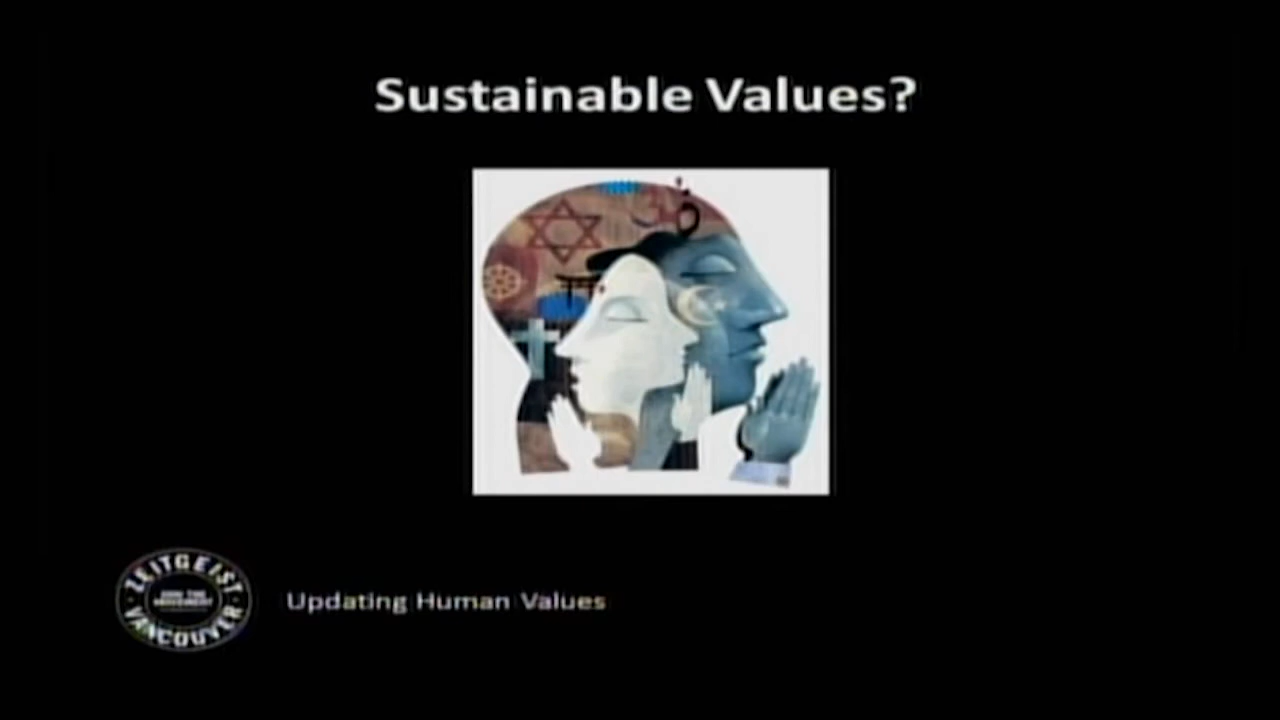 Sustainable Values?
ZEITGEIST
JOIN THE
MOVEMENT
VANCOUVER
Updating Human Values